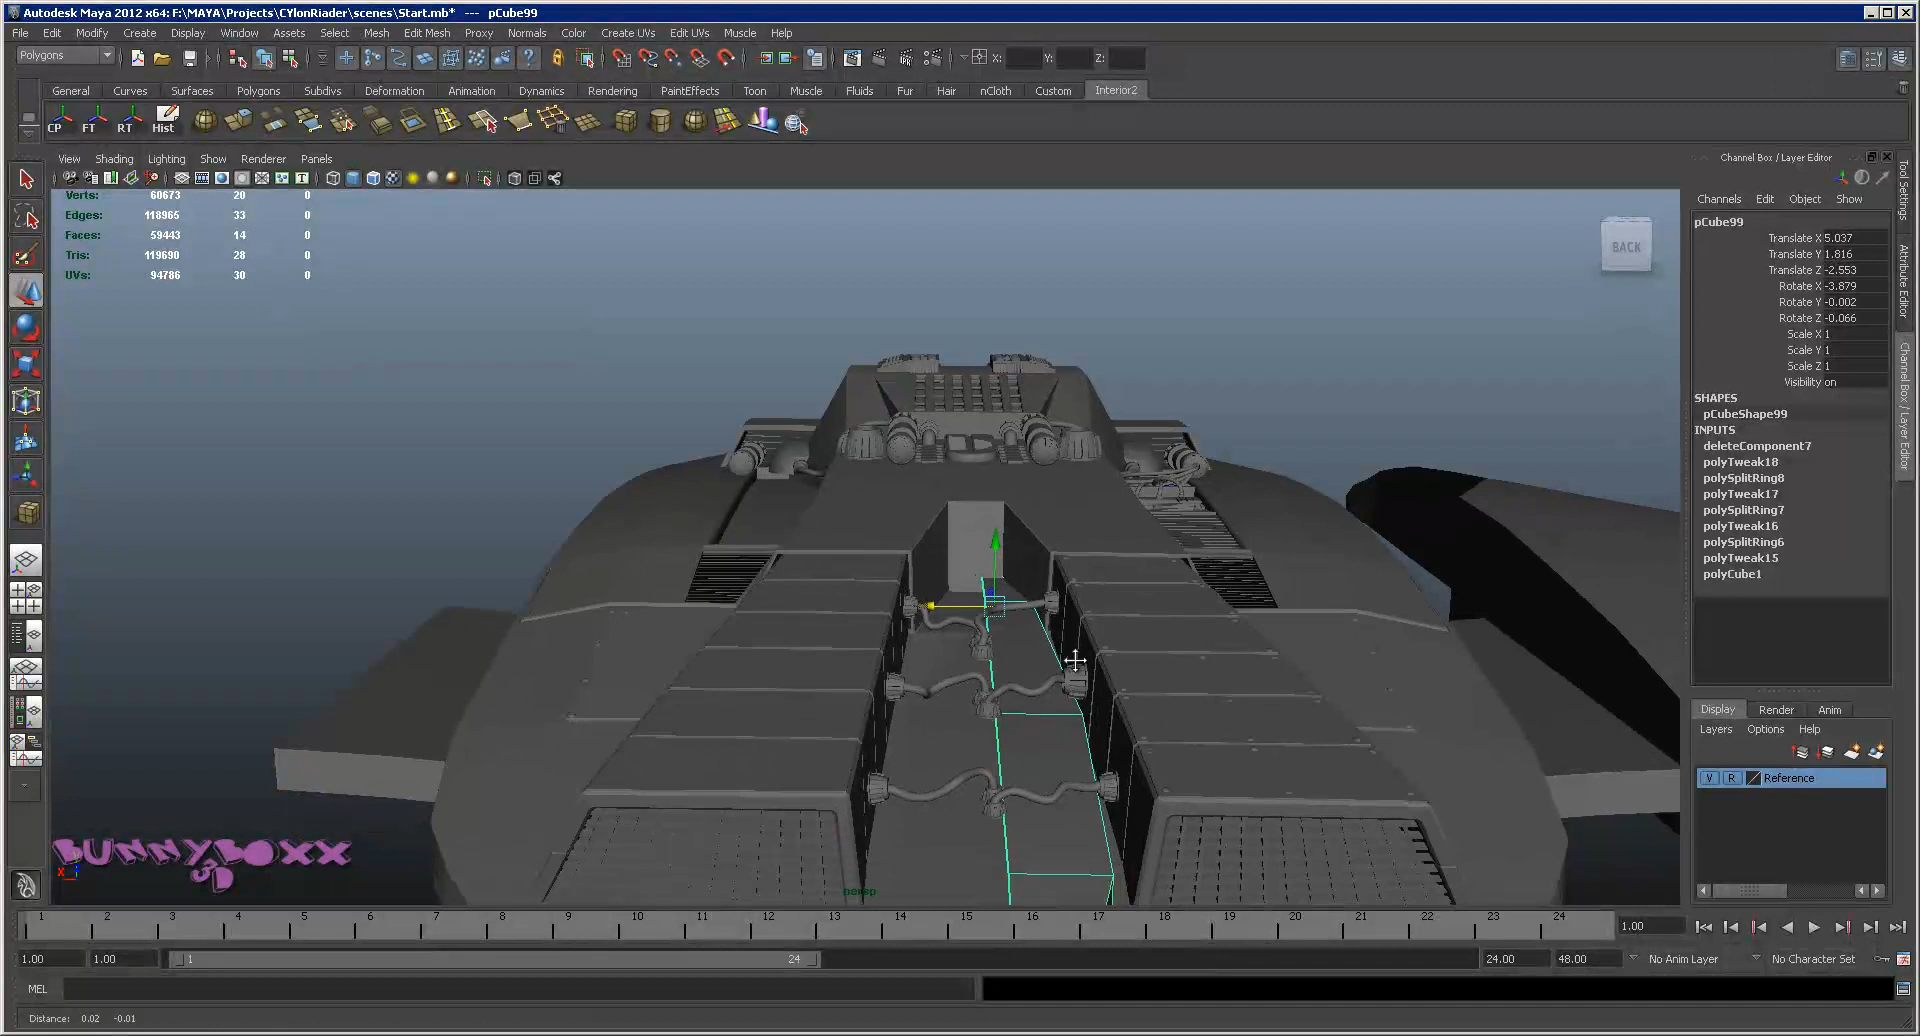 Autodesk Maya 2012 x64: F:\MAYA\Projects\CYlonRiader\scenes\Start.mb* --- pCube99
File Edit Modify Create Display Window Assets Select Mesh Edit Mesh Proxy Normals Color Create UVs Edit UVs Muscle Help
Polygons X: Y: Z:
General Curves Surfaces Polygons Subdivs Deformation Animation Dynamics Rendering PaintEffects Toon Muscle Fluids Fur Hair nCloth Custom Interior2
CP FT RT Hist
View Shading Lighting Show Renderer Panels
Channel Box / Layer Editor
Verts: 60673 20 0
Edges: 118965 33 0
Faces: 59443 14 0
Tris: 119690 28 0
UVs: 94786 30 0
BACK
Channels Edit Object Show
pCube99
Translate X 5.037
Translate Y 1.816
Translate Z -2.553
Rotate X -3.879
Rotate Y -0.002
Rotate Z -0.066
Scale X 1
Scale Y 1
Scale Z 1
Visibility on
SHAPES
pCubeShape99
INPUTS
deleteComponent7
polyTweak18
polySplitRing8
polyTweak17
polySplitRing7
polyTweak16
polySplitRing6
polyTweak15
polyCube1
Tool Settings
Attribute Editor
Channel Box / Layer Editor
Display Render Anim
Layers Options Help
V R Reference
BUNNYBOXX
3D
X
persp
1 2 3 4 5 6 7 8 9 10 11 12 13 14 15 16 17 18 19 20 21 22 23 24
1.00
1.00 1.00 1 24 24.00 48.00 No Anim Layer No Character Set
MEL
Distance: 0.02 -0.01